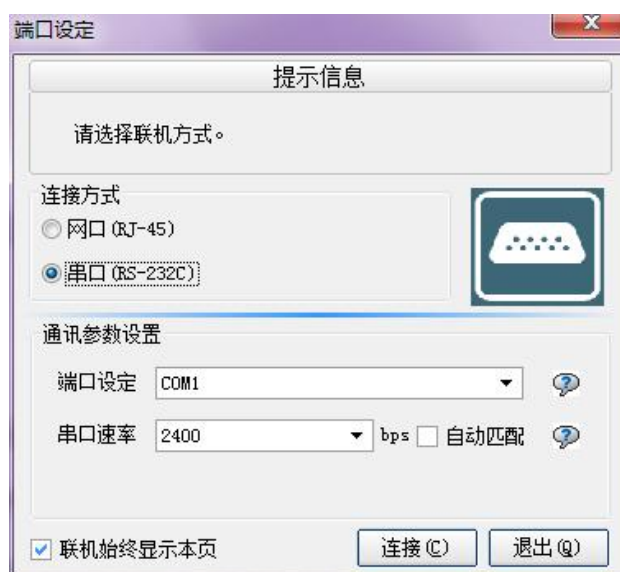 端口设定
提示信息
请选择联机方式。
连接方式
网口(RJ-45)
串口(RS-232C)
通讯参数设置
端口设定 COM1
串口速率 2400 bps 自动匹配
联机始终显示本页 连接(C) 退出(Q)